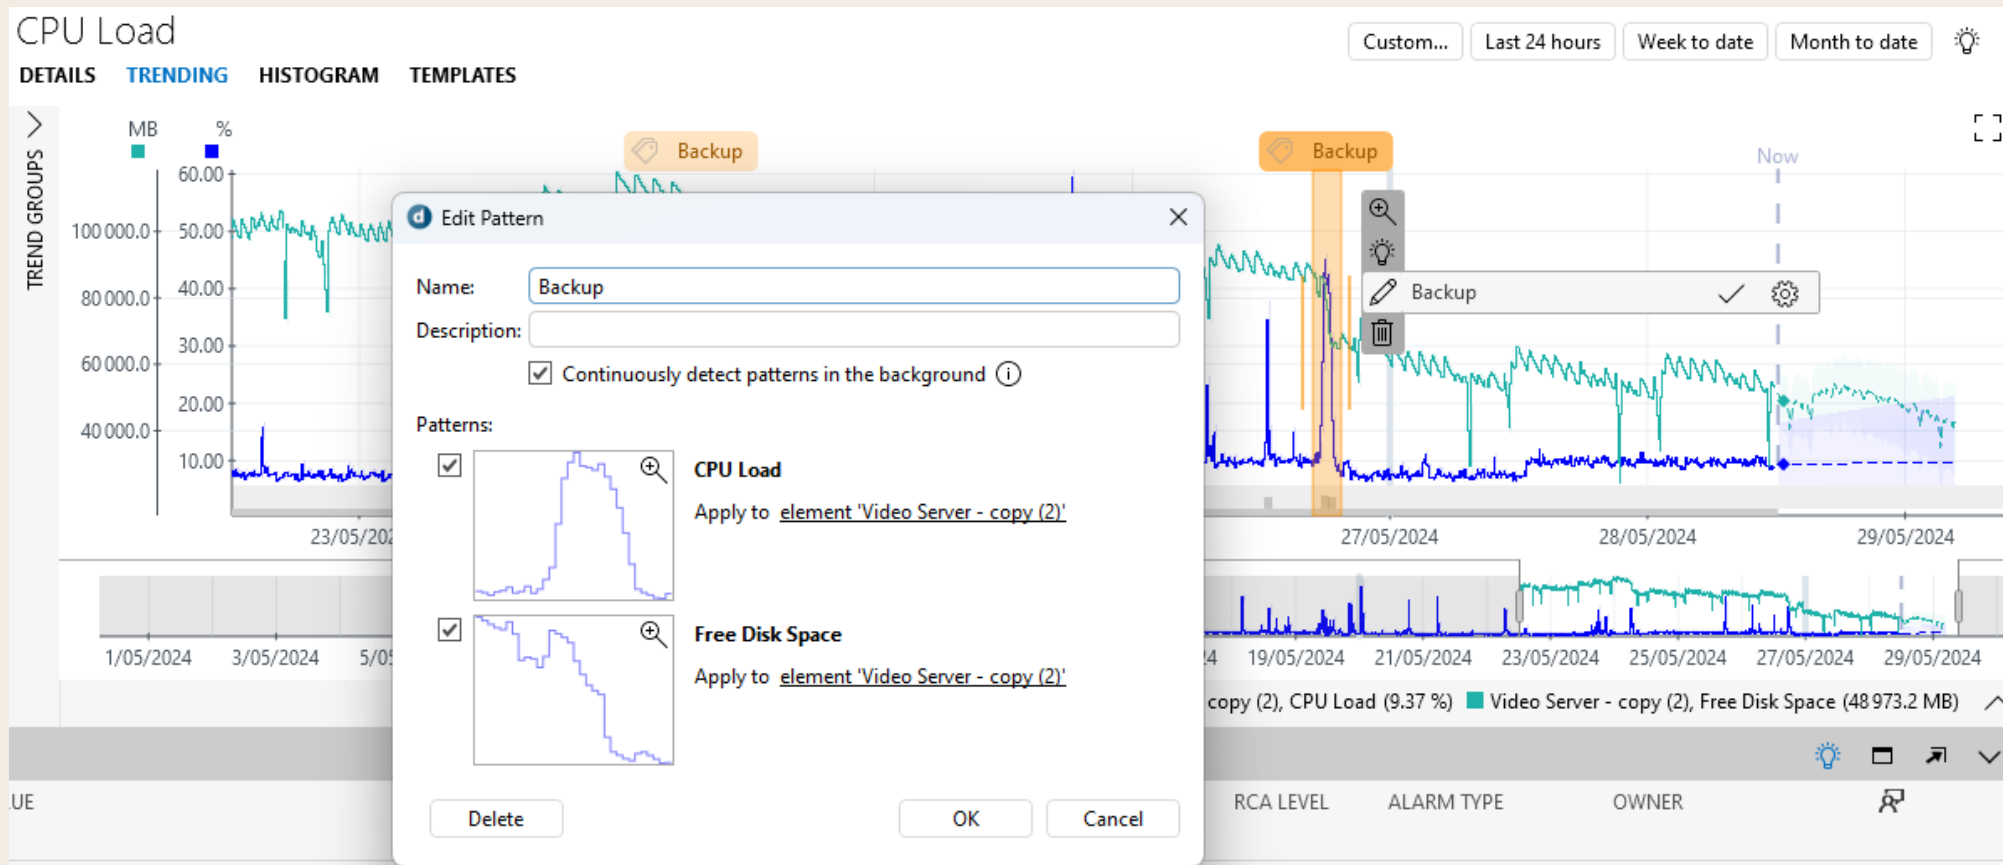 CPU Load
Custom... Last 24 hours Week to date Month to date
DETAILS TRENDING HISTOGRAM TEMPLATES
TREND GROUPS
MB %
Backup
Backup
Now
60.00
100 000.0 50.00
80 000.0 40.00
30.00
60 000.0
20.00
40 000.0
10.00
Edit Pattern
Name: Backup
Description:
Continuously detect patterns in the background
Patterns:
CPU Load
Apply to element 'Video Server - copy (2)'
Free Disk Space
Apply to element 'Video Server - copy (2)'
Delete OK Cancel
Backup
27/05/2024 28/05/2024 29/05/2024
1/05/2024 3/05/2024
19/05/2024 21/05/2024 23/05/2024 25/05/2024 27/05/2024 29/05/2024
copy (2), CPU Load (9.37 %) Video Server - copy (2), Free Disk Space (48 973.2 MB)
RCA LEVEL ALARM TYPE OWNER